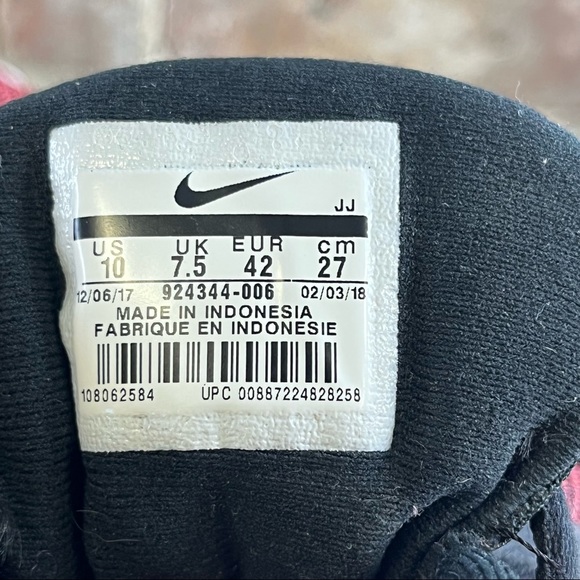 JJ
US UK EUR cm
10 7.5 42 27
12/06/17 924344-006 02/03/18
MADE IN INDONESIA
FABRIQUE EN INDONESIE
108062584 UPC 00887224828258